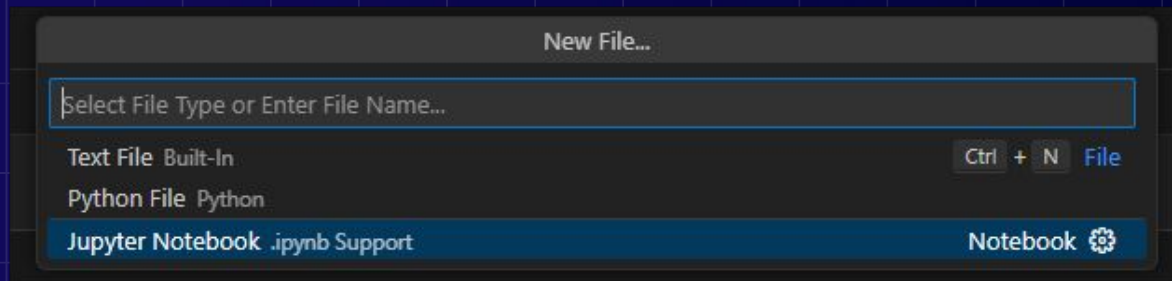 New File...
Select File Type or Enter File Name...
Text File Built-In Ctrl + N File
Python File Python
Jupyter Notebook .ipynb Support Notebook